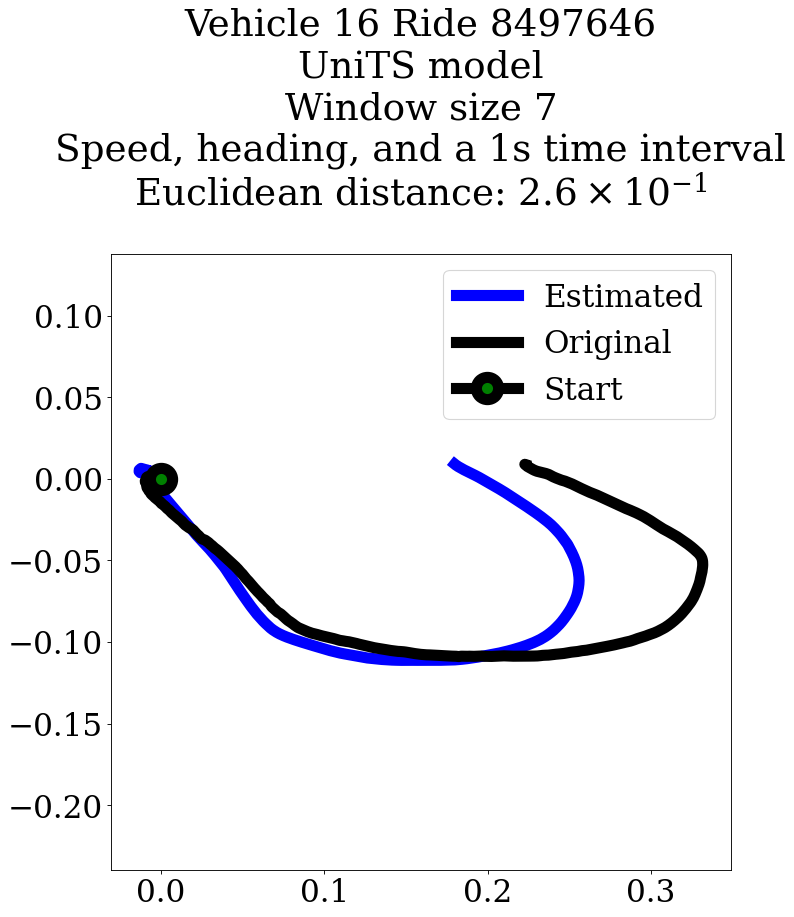 Vehicle 16 Ride 8497646
UniTS model
Window size 7
Speed, heading, and a 1s time interval
Euclidean distance: 2.6 × 10⁻¹
Estimated
Original
Start
0.10
0.05
0.00
−0.05
−0.10
−0.15
−0.20
0.0 0.1 0.2 0.3